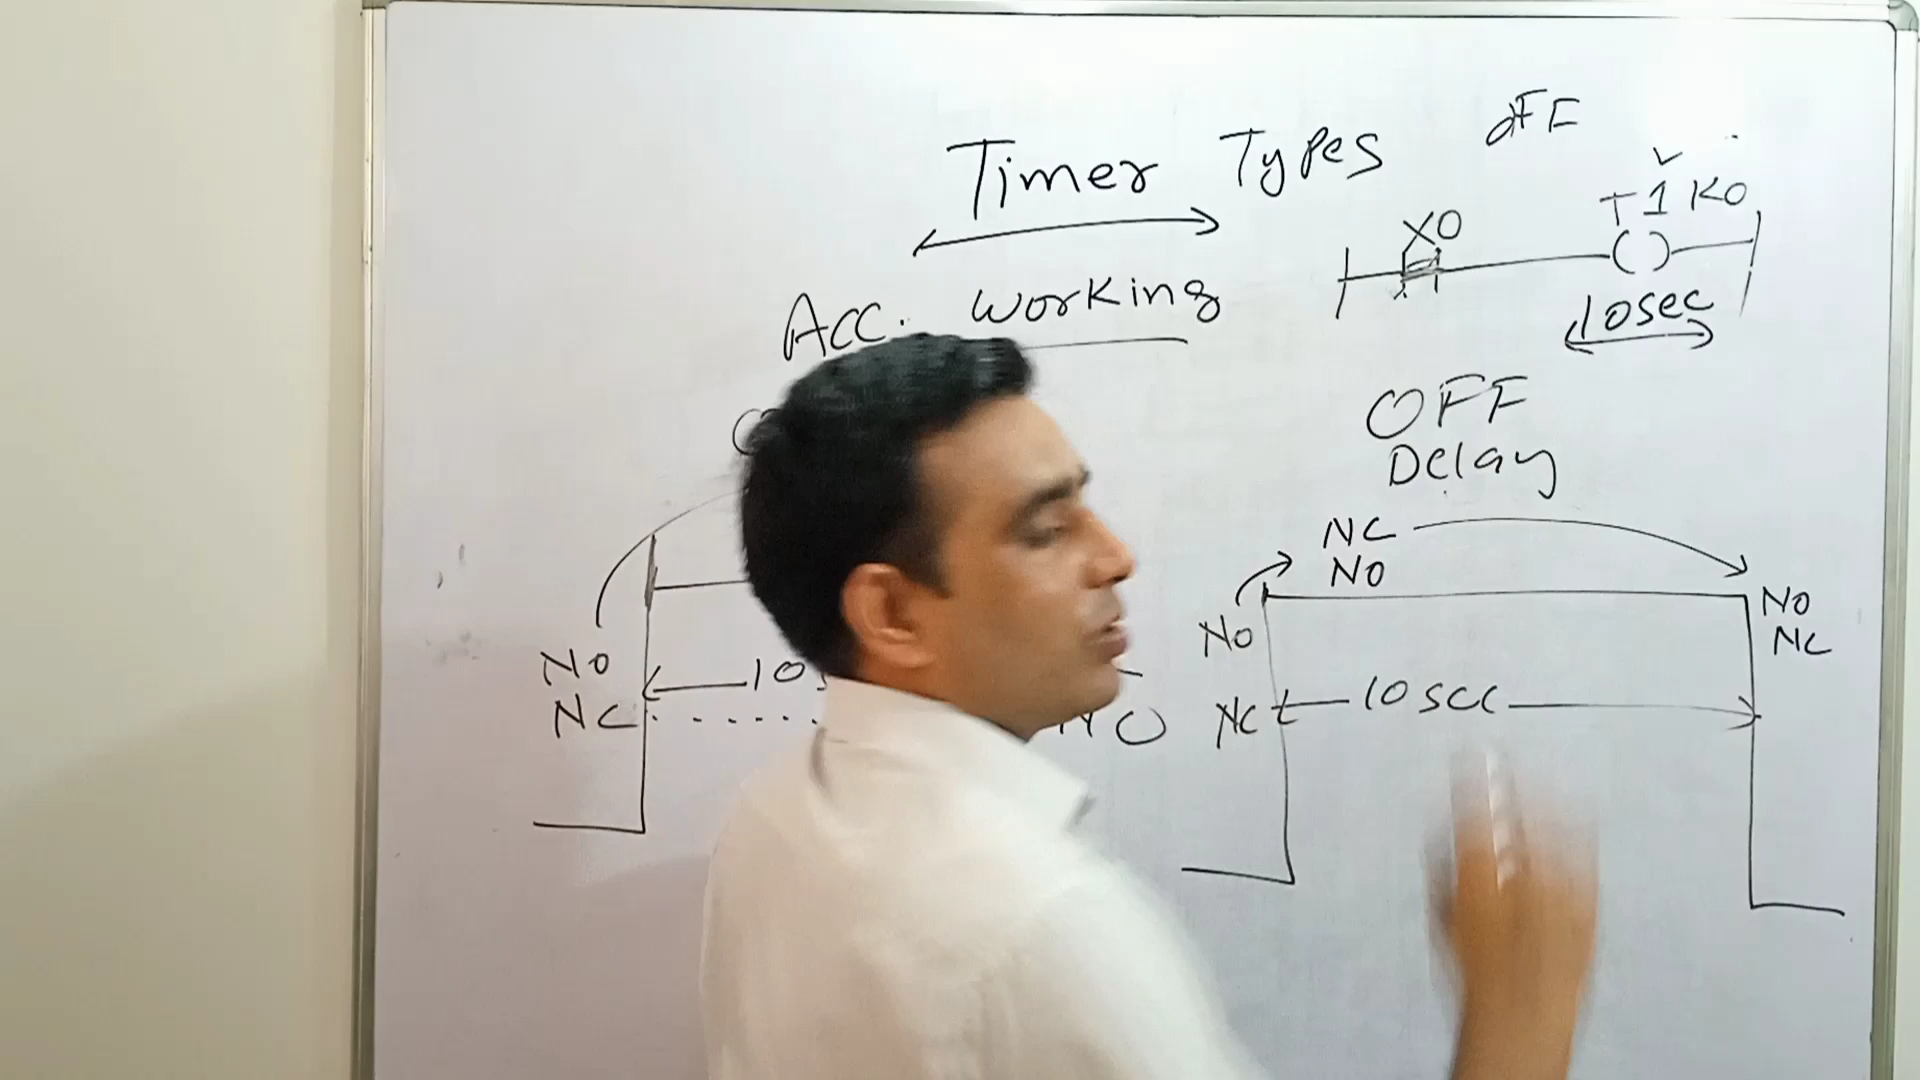 Timer Types
OFF
Acc. working
X0
T1 K0
10sec
OFF
Delay
NC
NO
NO
NC
NO
NC
10sec
NO
NC
10
NC